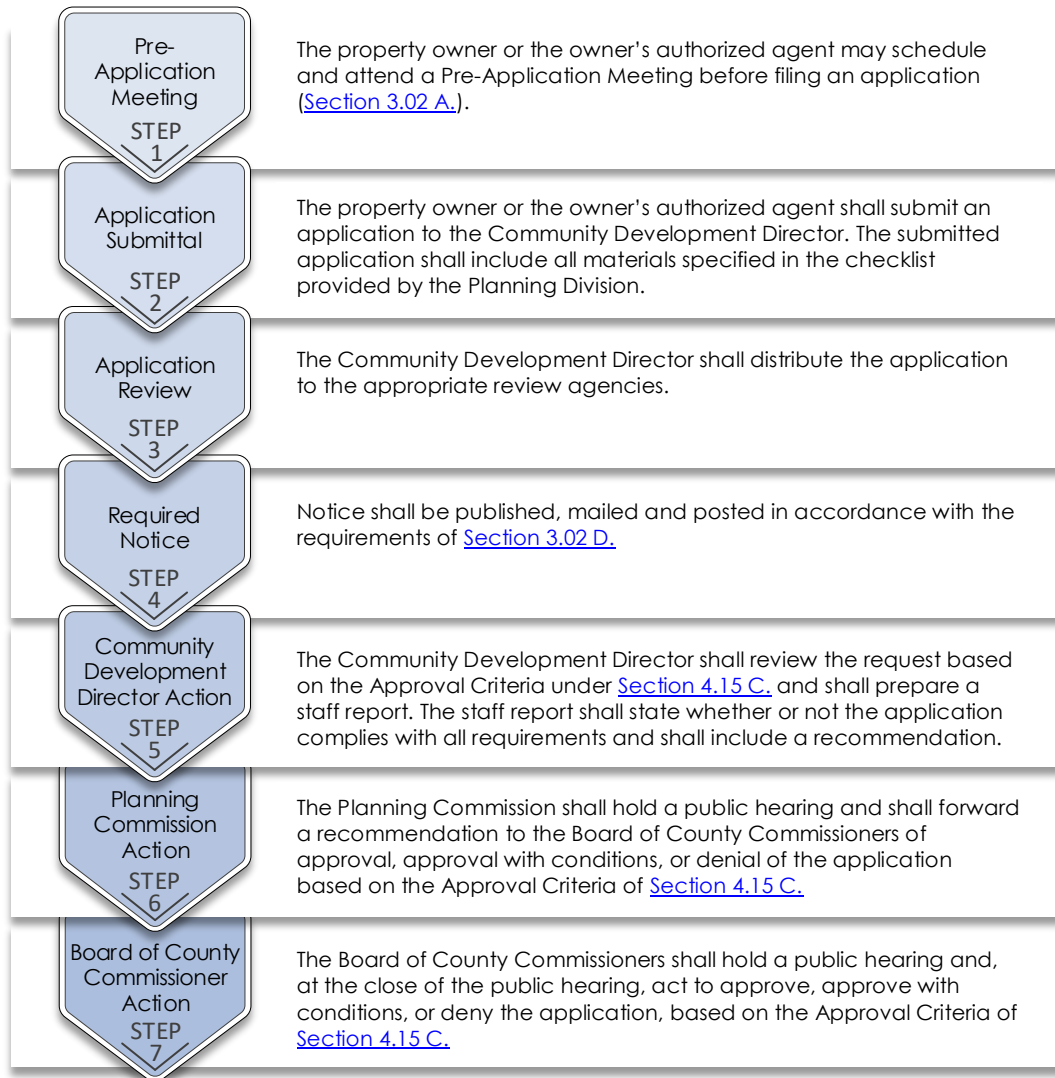 Pre-
Application
Meeting
STEP
1
The property owner or the owner’s authorized agent may schedule
and attend a Pre-Application Meeting before filing an application
(Section 3.02 A.).
Application
Submittal
STEP
2
The property owner or the owner’s authorized agent shall submit an
application to the Community Development Director. The submitted
application shall include all materials specified in the checklist
provided by the Planning Division.
Application
Review
STEP
3
The Community Development Director shall distribute the application
to the appropriate review agencies.
Required
Notice
STEP
4
Notice shall be published, mailed and posted in accordance with the
requirements of Section 3.02 D.
Community
Development
Director Action
STEP
5
The Community Development Director shall review the request based
on the Approval Criteria under Section 4.15 C. and shall prepare a
staff report. The staff report shall state whether or not the application
complies with all requirements and shall include a recommendation.
Planning
Commission
Action
STEP
6
The Planning Commission shall hold a public hearing and shall forward
a recommendation to the Board of County Commissioners of
approval, approval with conditions, or denial of the application
based on the Approval Criteria of Section 4.15 C.
Board of County
Commissioner
Action
STEP
7
The Board of County Commissioners shall hold a public hearing and,
at the close of the public hearing, act to approve, approve with
conditions, or deny the application, based on the Approval Criteria of
Section 4.15 C.